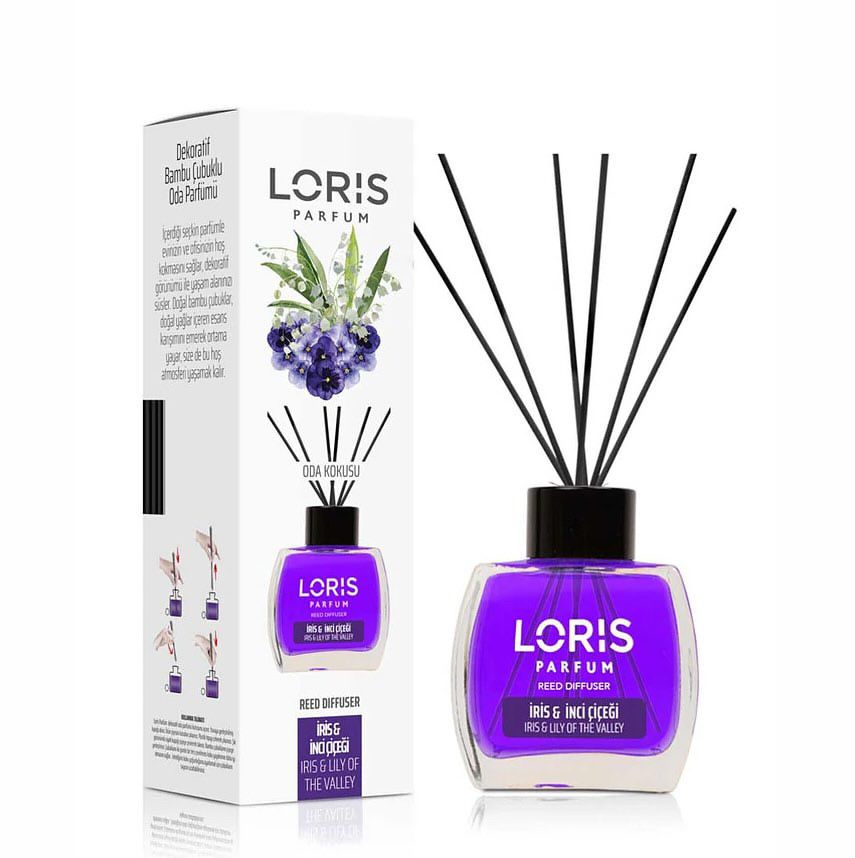 Dekoratif
Bambu Çubuklu
Oda Parfümü
İçerdiği seçkin parfümle
evinizin ve ofisinizin hoş
kokmasını sağlar, dekoratif
görünümü ile yaşam alanınızı
süsler. Doğal bambu çubuklar,
doğal yağlar içeren esans
karışımını emerek ortama
yayar, size de bu hoş
atmosferi yaşamak kalır.
LORIS
PARFUM
ODA KOKUSU
LORIS
PARFUM
REED DIFFUSER
İRİS & İNCİ ÇİÇEĞİ
IRIS & LILY OF THE VALLEY
REED DIFFUSER
İRİS &
İNCİ ÇİÇEĞİ
IRIS & LILY OF
THE VALLEY
LORIS
PARFUM
REED DIFFUSER
İRİS & İNCİ ÇİÇEĞİ
IRIS & LILY OF THE VALLEY